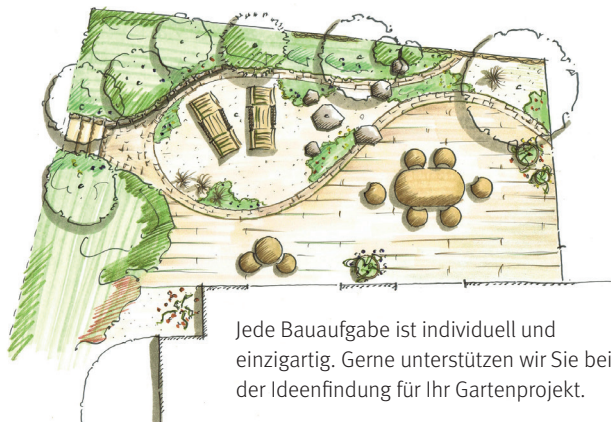 Jede Bauaufgabe ist individuell und
einzigartig. Gerne unterstützen wir Sie bei
der Ideenfindung für Ihr Gartenprojekt.